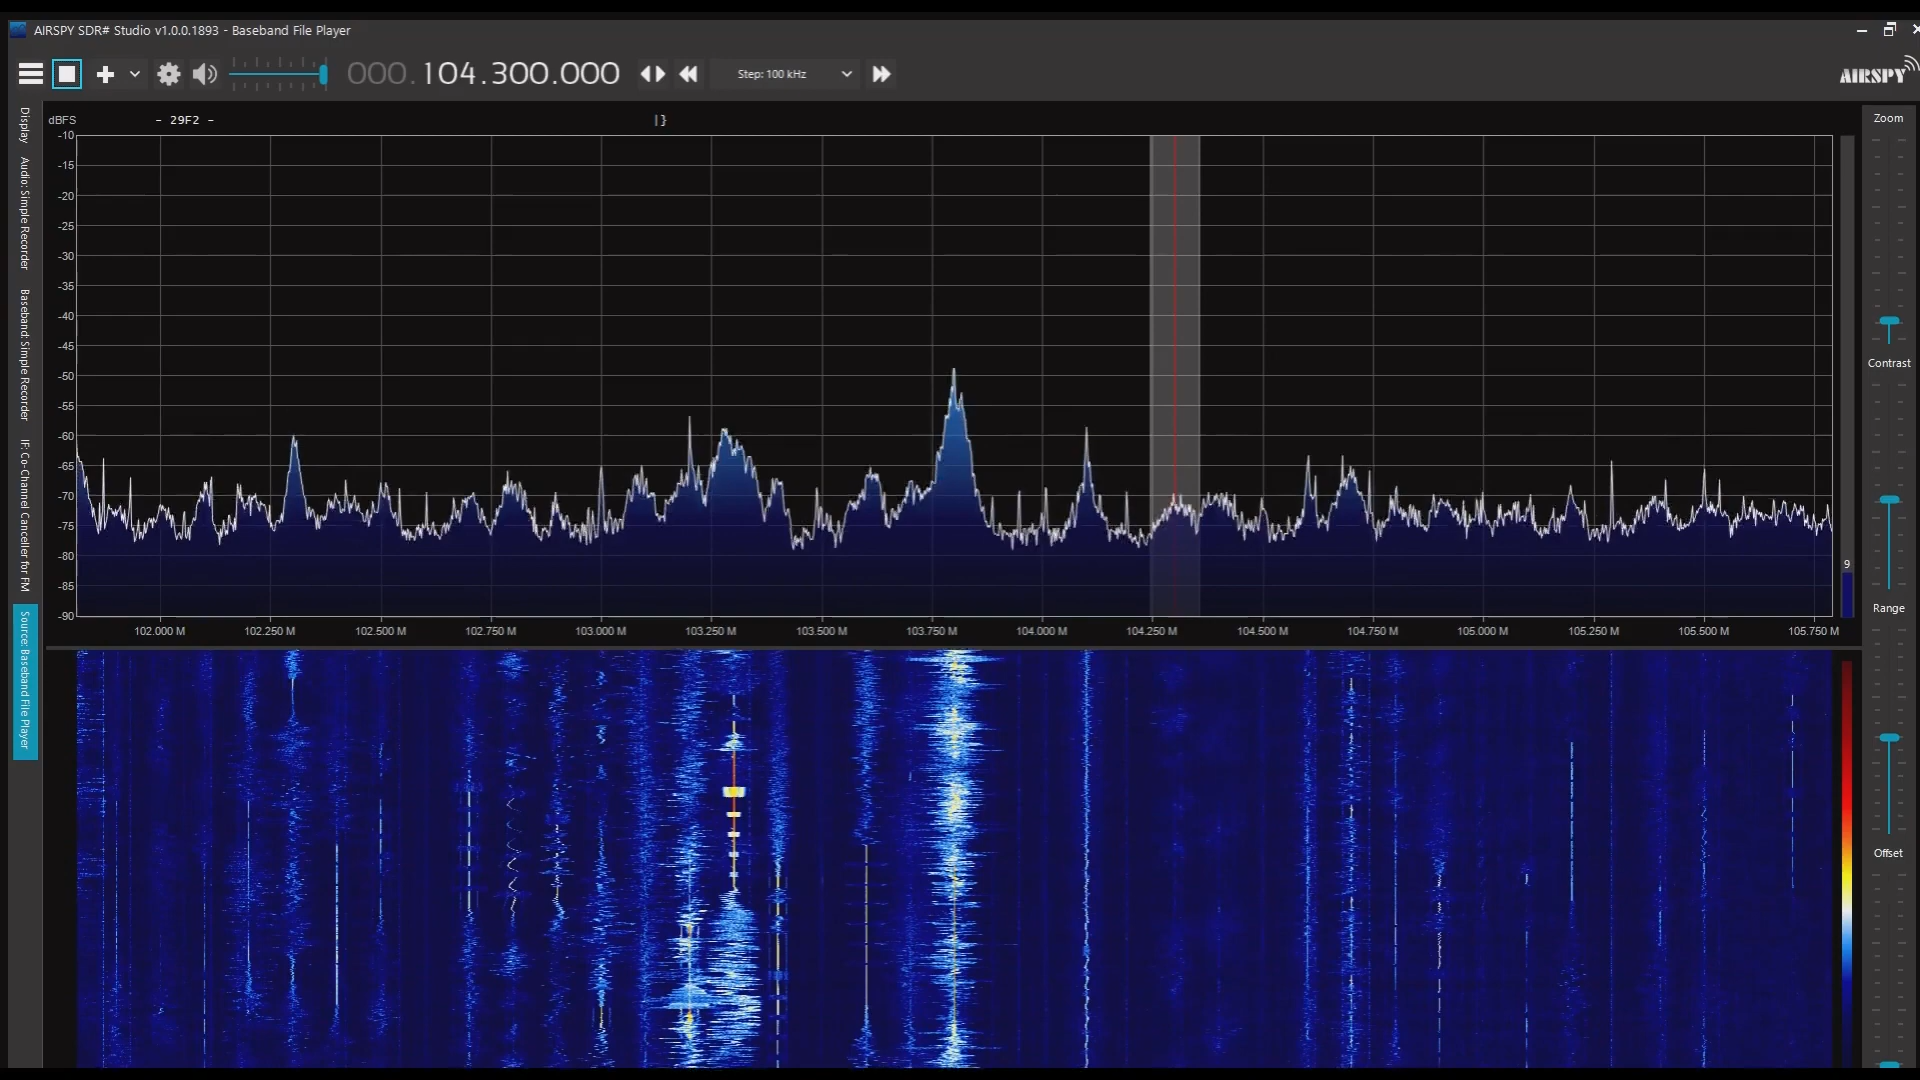 AIRSPY SDR# Studio v1.0.0.1893 - Baseband File Player
000.104.300.000
Step: 100 kHz
AIRSPY
dBFS
- 29F2 -
|}
Zoom
Contrast
Range
Offset
Display
Audio: Simple Recorder
Baseband: Simple Recorder
IF: Co-Channel Canceller for FM
Source: Baseband File Player
-10
-15
-20
-25
-30
-35
-40
-45
-50
-55
-60
-65
-70
-75
-80
-85
-90
9
102.000 M 102.250 M 102.500 M 102.750 M 103.000 M 103.250 M 103.500 M 103.750 M 104.000 M 104.250 M 104.500 M 104.750 M 105.000 M 105.250 M 105.500 M 105.750 M